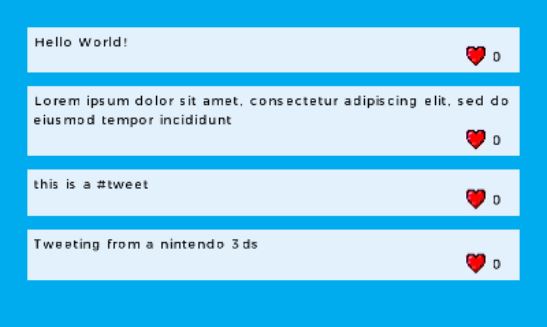 Hello World!
0
Lorem ipsum dolor sit amet, consectetur adipiscing elit, sed do
eiusmod tempor incididunt
0
this is a #tweet
0
Tweeting from a nintendo 3ds
0